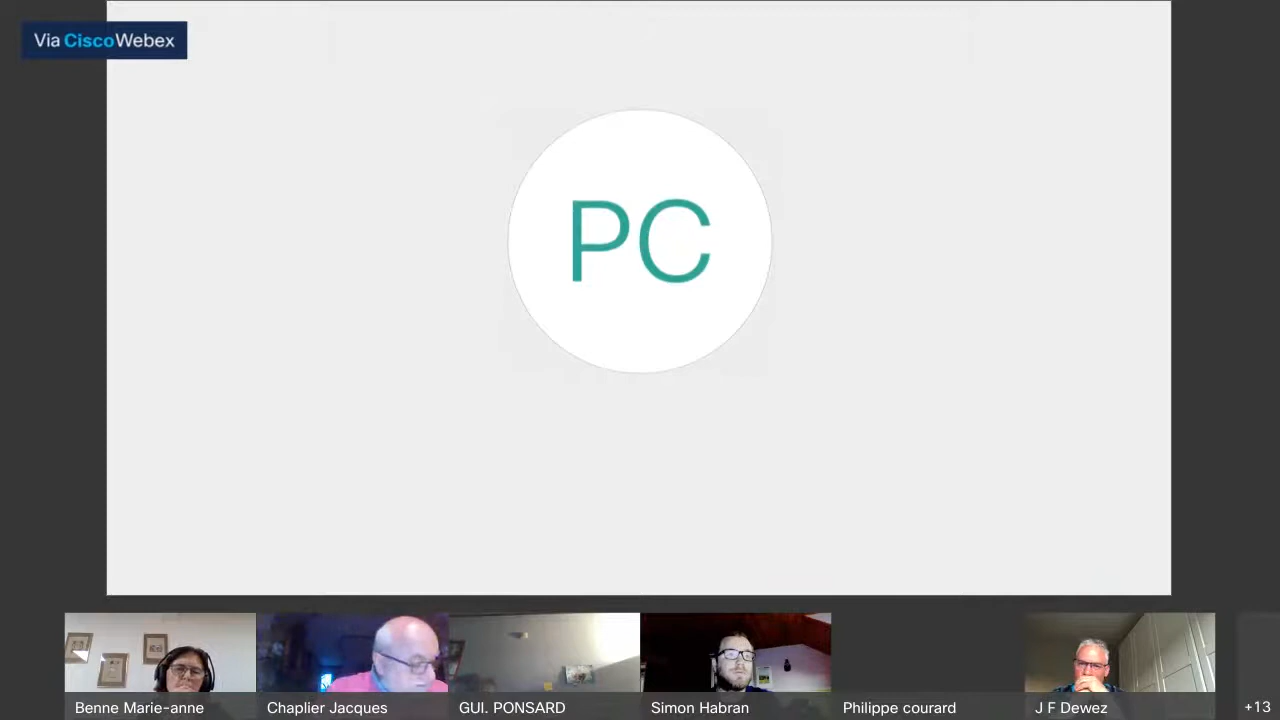 Via CiscoWebex
PC
Benne Marie-anne
Chaplier Jacques
GUI. PONSARD
Simon Habran
Philippe courard
J F Dewez
+13